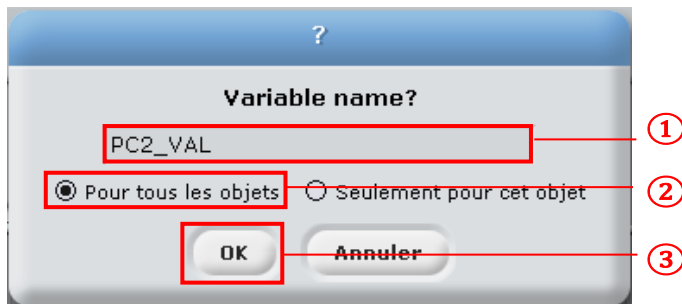 ?
Variable name?
PC2_VAL ①
Pour tous les objets Seulement pour cet objet ②
OK Annuler ③